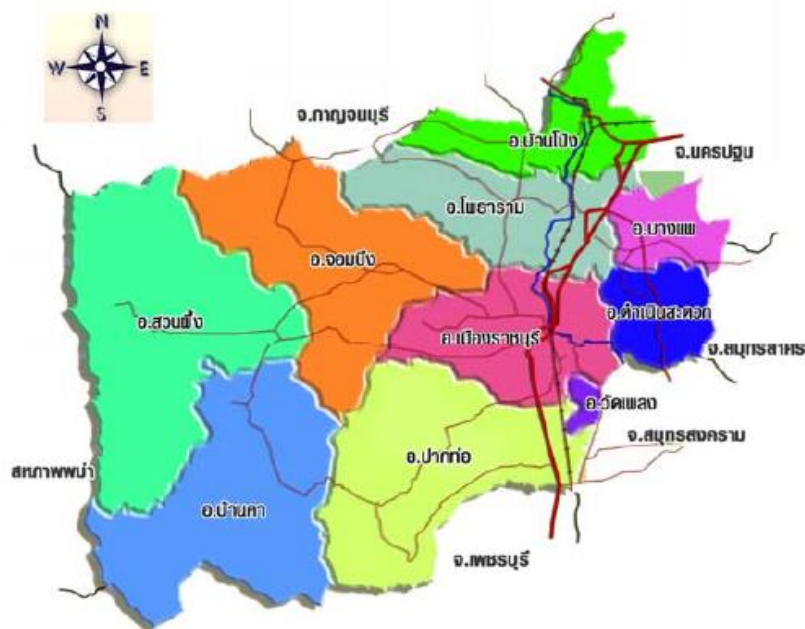 N
W E
S
จ.กาญจนบุรี
อ.บ้านโป่ง
จ.นครปฐม
อ.โพธาราม
อ.บางแพ
อ.จอมบึง
อ.ดำเนินสะดวก
อ.สวนผึ้ง
อ.เมืองราชบุรี
จ.สมุทรสาคร
อ.วัดเพลง
จ.สมุทรสงคราม
อ.ปากท่อ
สหภาพพม่า
อ.บ้านคา
จ.เพชรบุรี